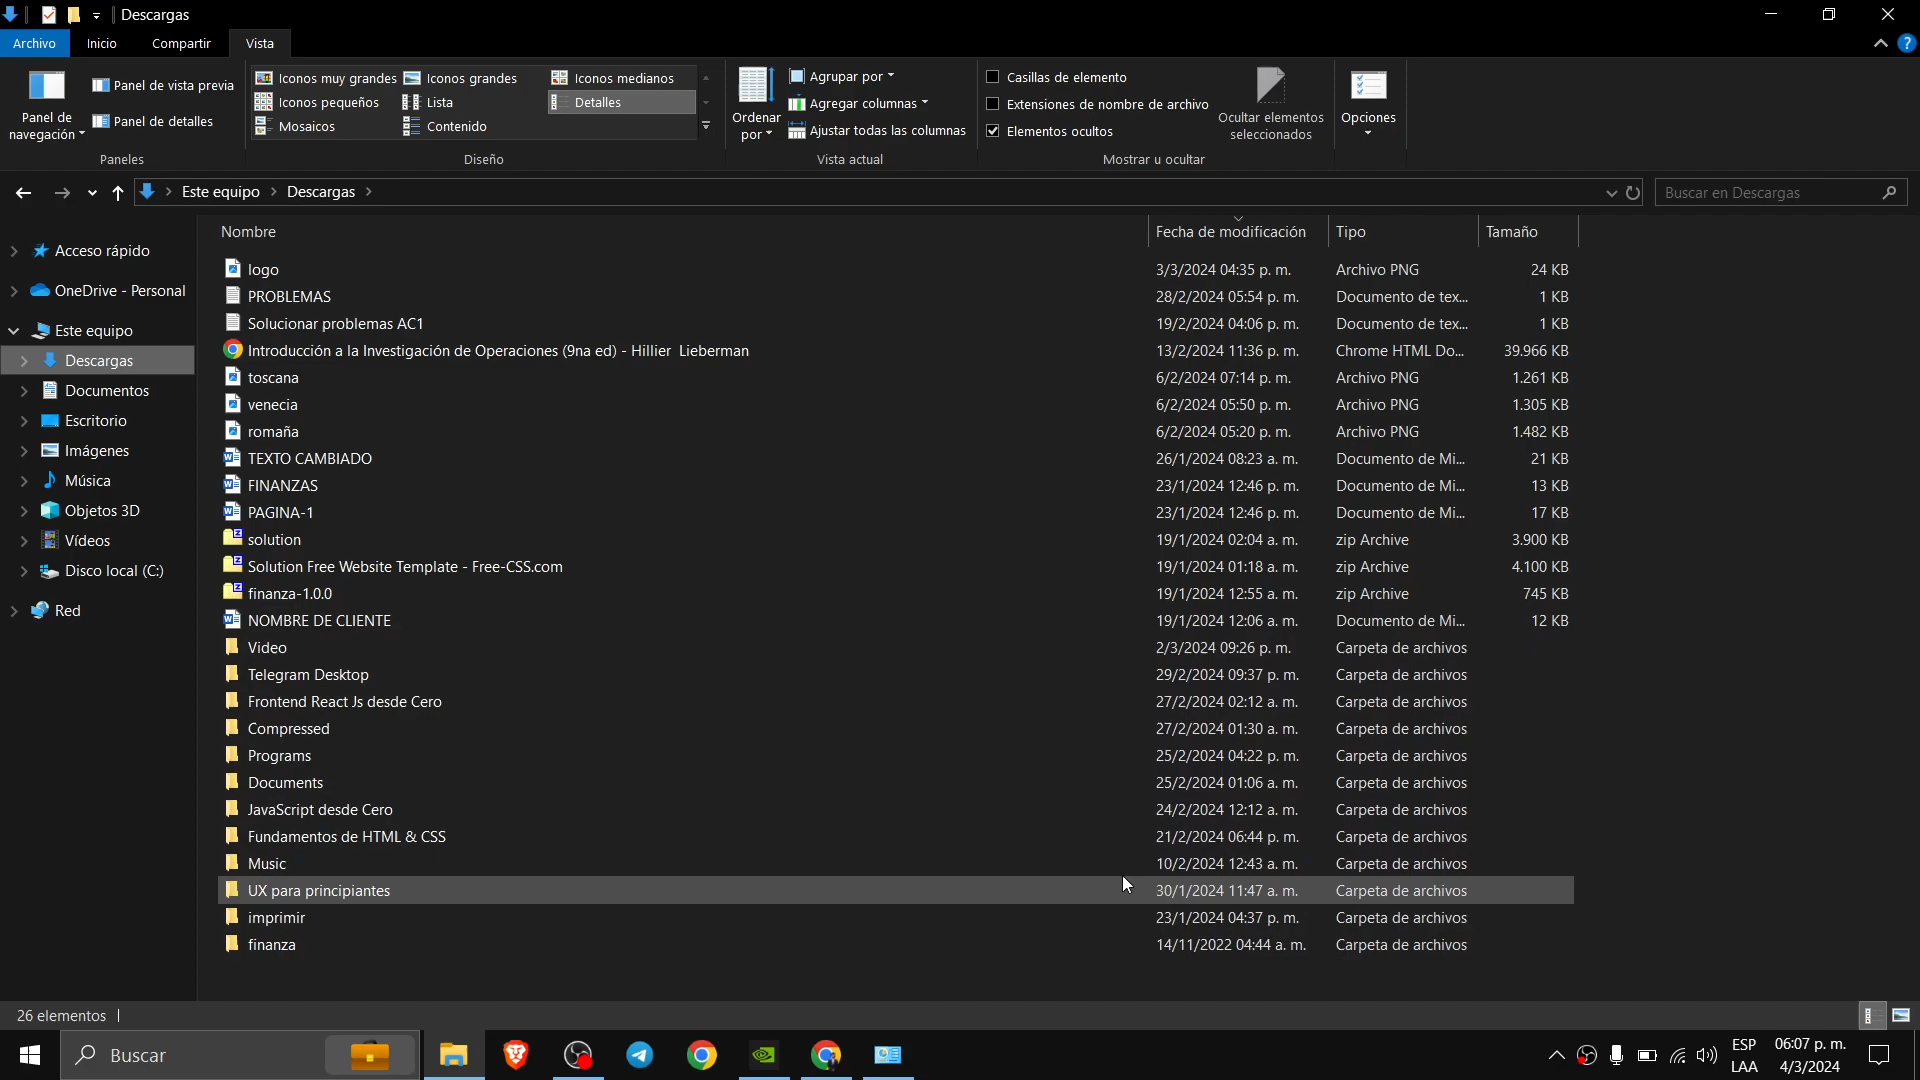 Descargas
Archivo Inicio Compartir Vista
Panel de navegación
Panel de vista previa
Panel de detalles
Paneles
Iconos muy grandes Iconos grandes Iconos medianos
Iconos pequeños Lista Detalles
Mosaicos Contenido
Diseño
Ordenar por
Agrupar por
Agregar columnas
Ajustar todas las columnas
Vista actual
Casillas de elemento
Extensiones de nombre de archivo
Elementos ocultos
Ocultar elementos seleccionados
Mostrar u ocultar
Opciones
Este equipo Descargas
Buscar en Descargas
Acceso rápido
OneDrive - Personal
Este equipo
Descargas
Documentos
Escritorio
Imágenes
Música
Objetos 3D
Vídeos
Disco local (C:)
Red
Nombre Fecha de modificación Tipo Tamaño
logo 3/3/2024 04:35 p. m. Archivo PNG 24 KB
PROBLEMAS 28/2/2024 05:54 p. m. Documento de tex... 1 KB
Solucionar problemas AC1 19/2/2024 04:06 p. m. Documento de tex... 1 KB
Introducción a la Investigación de Operaciones (9na ed) - Hillier Lieberman 13/2/2024 11:36 p. m. Chrome HTML Do... 39.966 KB
toscana 6/2/2024 07:14 p. m. Archivo PNG 1.261 KB
venecia 6/2/2024 05:50 p. m. Archivo PNG 1.305 KB
romaña 6/2/2024 05:20 p. m. Archivo PNG 1.482 KB
TEXTO CAMBIADO 26/1/2024 08:23 a. m. Documento de Mi... 21 KB
FINANZAS 23/1/2024 12:46 p. m. Documento de Mi... 13 KB
PAGINA-1 23/1/2024 12:46 p. m. Documento de Mi... 17 KB
solution 19/1/2024 02:04 a. m. zip Archive 3.900 KB
Solution Free Website Template - Free-CSS.com 19/1/2024 01:18 a. m. zip Archive 4.100 KB
finanza-1.0.0 19/1/2024 12:55 a. m. zip Archive 745 KB
NOMBRE DE CLIENTE 19/1/2024 12:06 a. m. Documento de Mi... 12 KB
Video 2/3/2024 09:26 p. m. Carpeta de archivos
Telegram Desktop 29/2/2024 09:37 p. m. Carpeta de archivos
Frontend React Js desde Cero 27/2/2024 02:12 a. m. Carpeta de archivos
Compressed 27/2/2024 01:30 a. m. Carpeta de archivos
Programs 25/2/2024 04:22 p. m. Carpeta de archivos
Documents 25/2/2024 01:06 a. m. Carpeta de archivos
JavaScript desde Cero 24/2/2024 12:12 a. m. Carpeta de archivos
Fundamentos de HTML & CSS 21/2/2024 06:44 p. m. Carpeta de archivos
Music 10/2/2024 12:43 a. m. Carpeta de archivos
UX para principiantes 30/1/2024 11:47 a. m. Carpeta de archivos
imprimir 23/1/2024 04:37 p. m. Carpeta de archivos
finanza 14/11/2022 04:44 a. m. Carpeta de archivos
26 elementos
Buscar
ESP 06:07 p. m.
LAA 4/3/2024